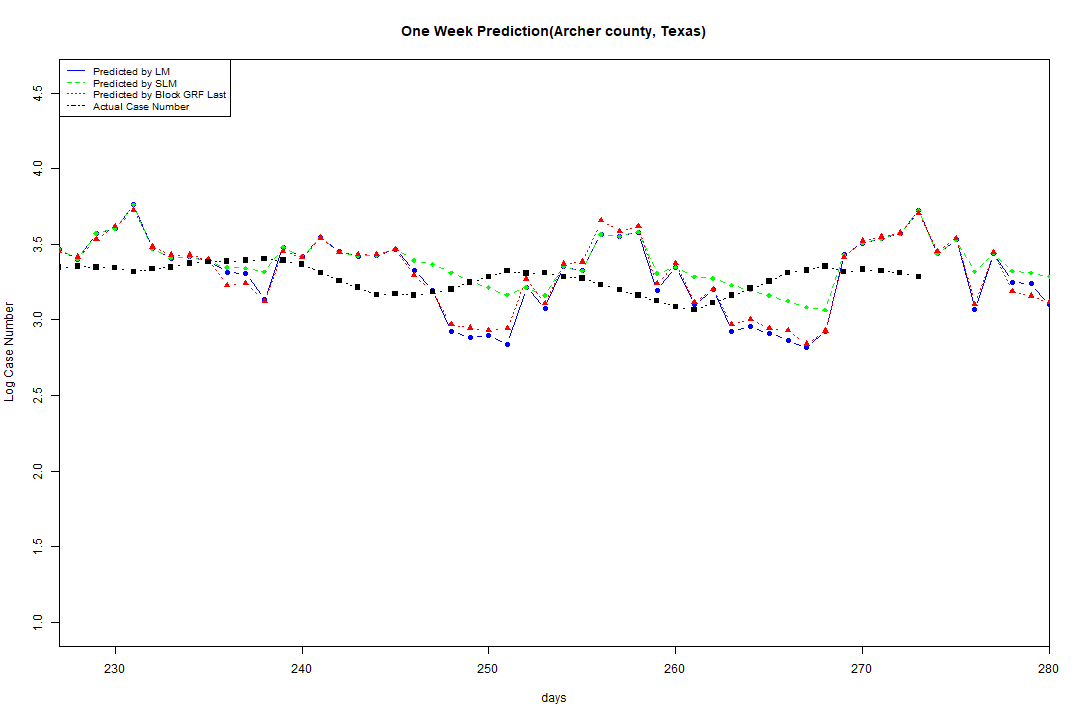 One Week Prediction(Archer county, Texas)
Predicted by LM
Predicted by SLM
Predicted by Block GRF Last
Actual Case Number
4.5
4.0
3.5
3.0
2.5
2.0
1.5
1.0
Log Case Number
230
240
250
260
270
280
days